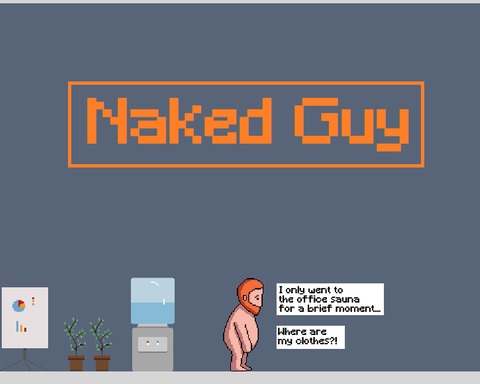 Naked Guy
I only went to
the office sauna
for a brief moment...
Where are
my clothes?!